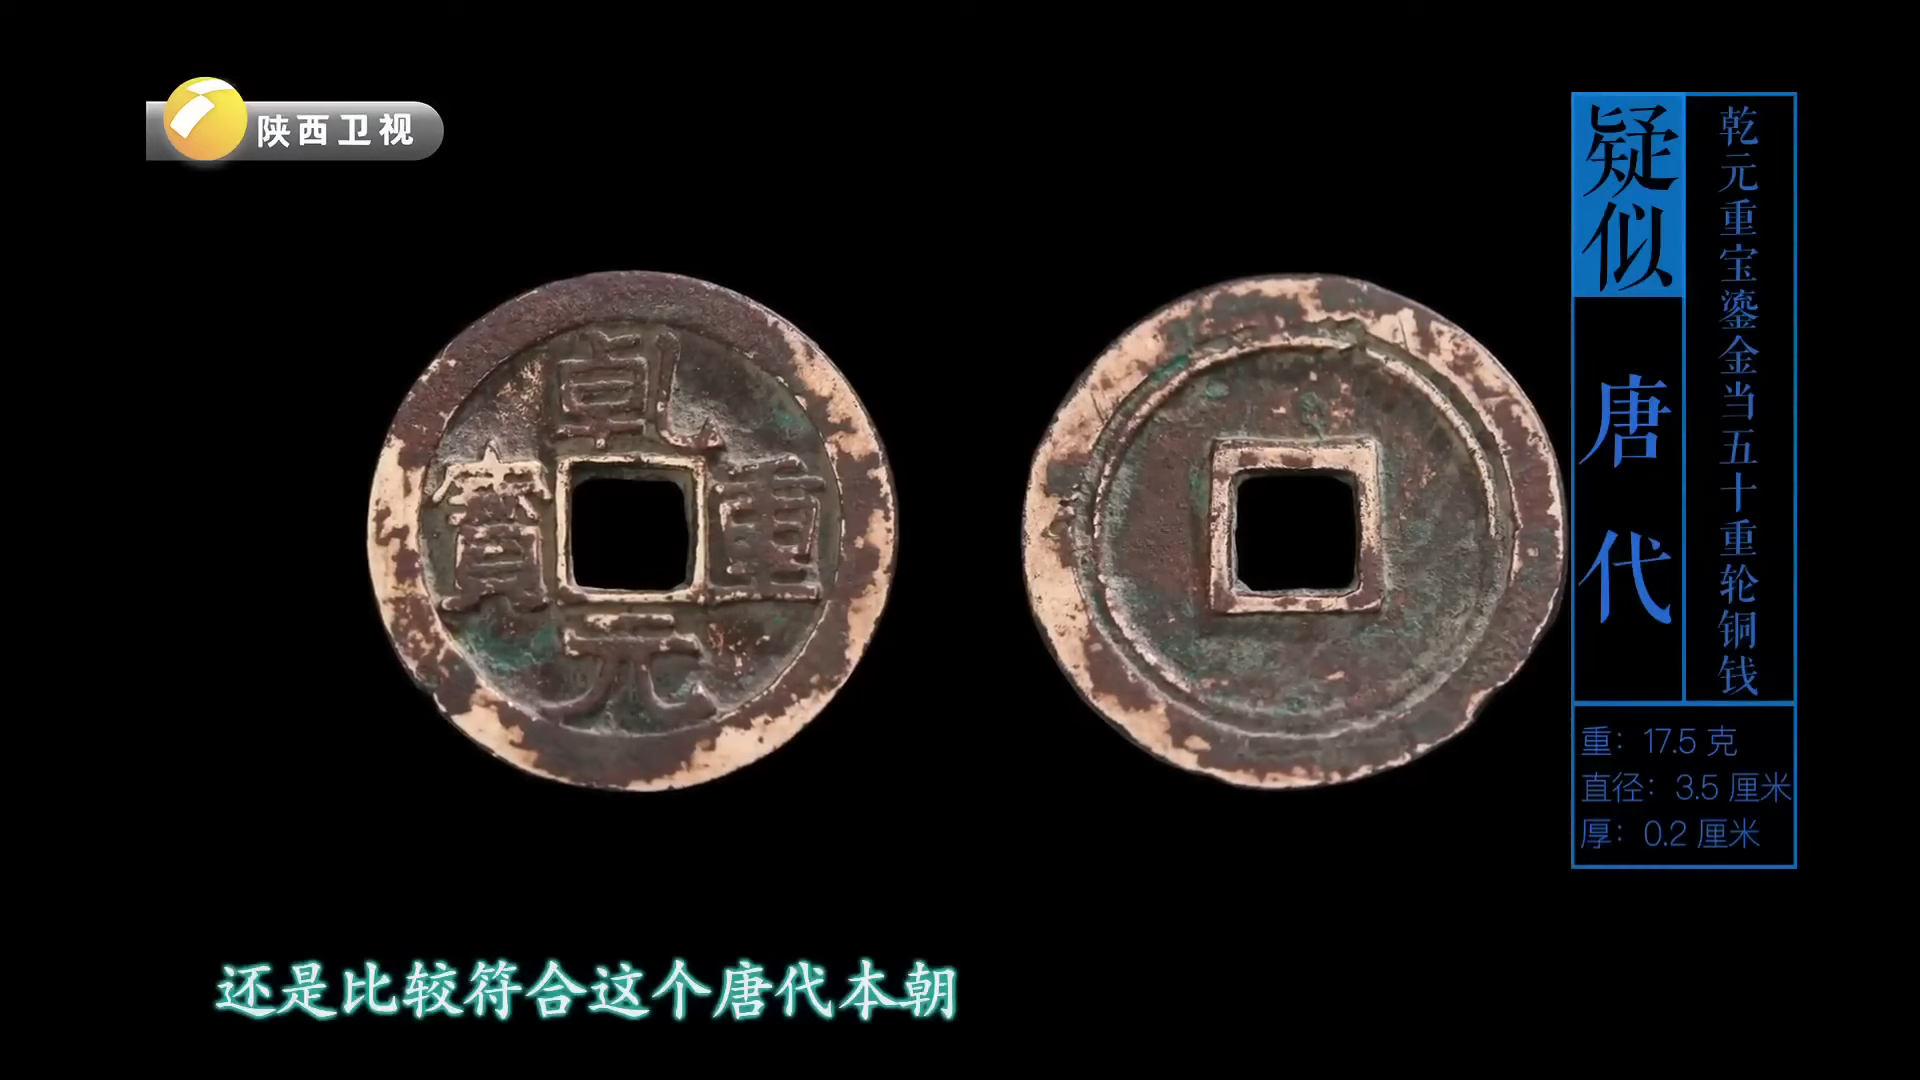 陕西卫视
疑似
唐代
乾元重宝鎏金当五十重轮铜钱
重：17.5 克
直径：3.5 厘米
厚：0.2 厘米
乾
元
重
寶
还是比较符合这个唐代本朝